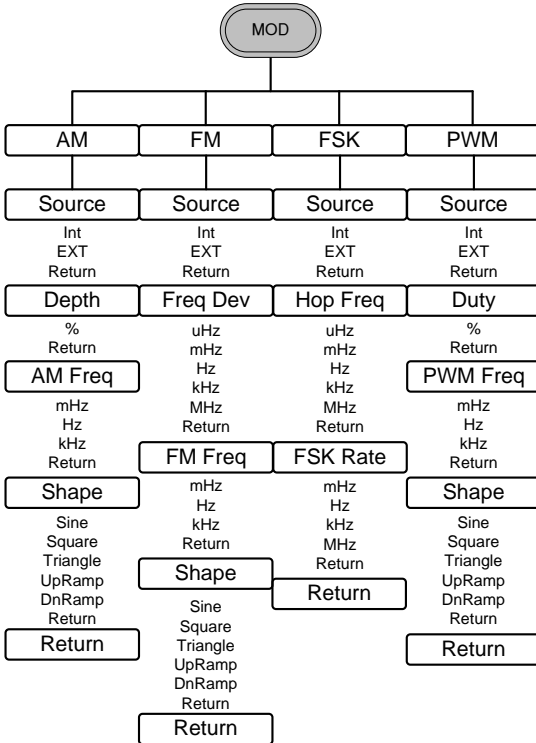 MOD
AM
FM
FSK
PWM
Source
Int
EXT
Return
Depth
%
Return
AM Freq
mHz
Hz
kHz
Return
Shape
Sine
Square
Triangle
UpRamp
DnRamp
Return
Return
Source
Int
EXT
Return
Freq Dev
uHz
mHz
Hz
kHz
MHz
Return
FM Freq
mHz
Hz
kHz
Return
Shape
Sine
Square
Triangle
UpRamp
DnRamp
Return
Return
Source
Int
EXT
Return
Hop Freq
uHz
mHz
Hz
kHz
MHz
Return
FSK Rate
mHz
Hz
kHz
MHz
Return
Return
Source
Int
EXT
Return
Duty
%
Return
PWM Freq
mHz
Hz
kHz
Return
Shape
Sine
Square
Triangle
UpRamp
DnRamp
Return
Return